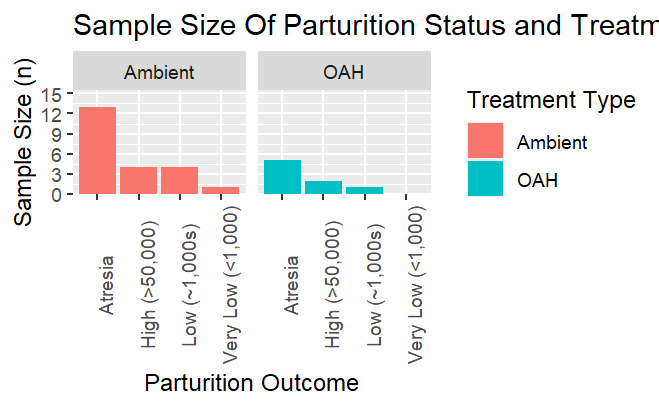 Sample Size Of Parturition Status and Treatm
Ambient
OAH
Sample Size (n)
15
12
9
6
3
0
Atresia
High (>50,000)
Low (~1,000s)
Very Low (<1,000)
Atresia
High (>50,000)
Low (~1,000s)
Very Low (<1,000)
Parturition Outcome
Treatment Type
Ambient
OAH